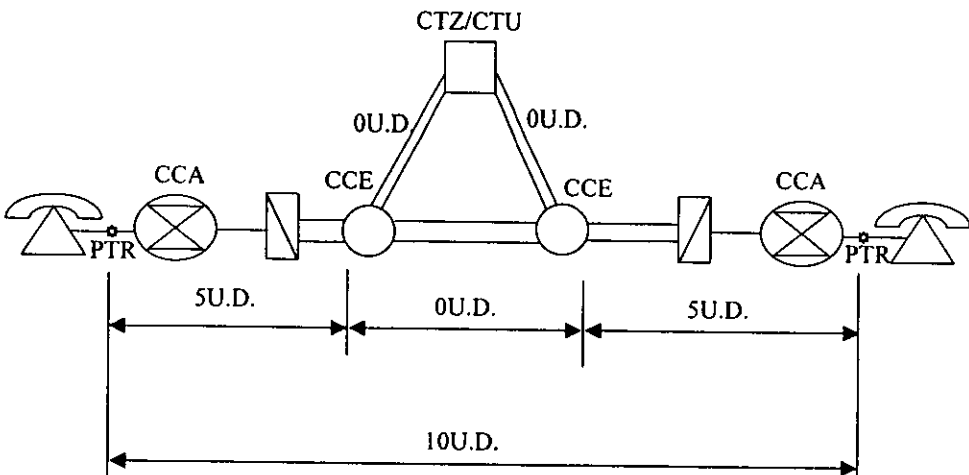 CTZ/CTU
0U.D.
0U.D.
CCA
CCE
CCE
CCA
PTR
PTR
5U.D.
0U.D.
5U.D.
10U.D.